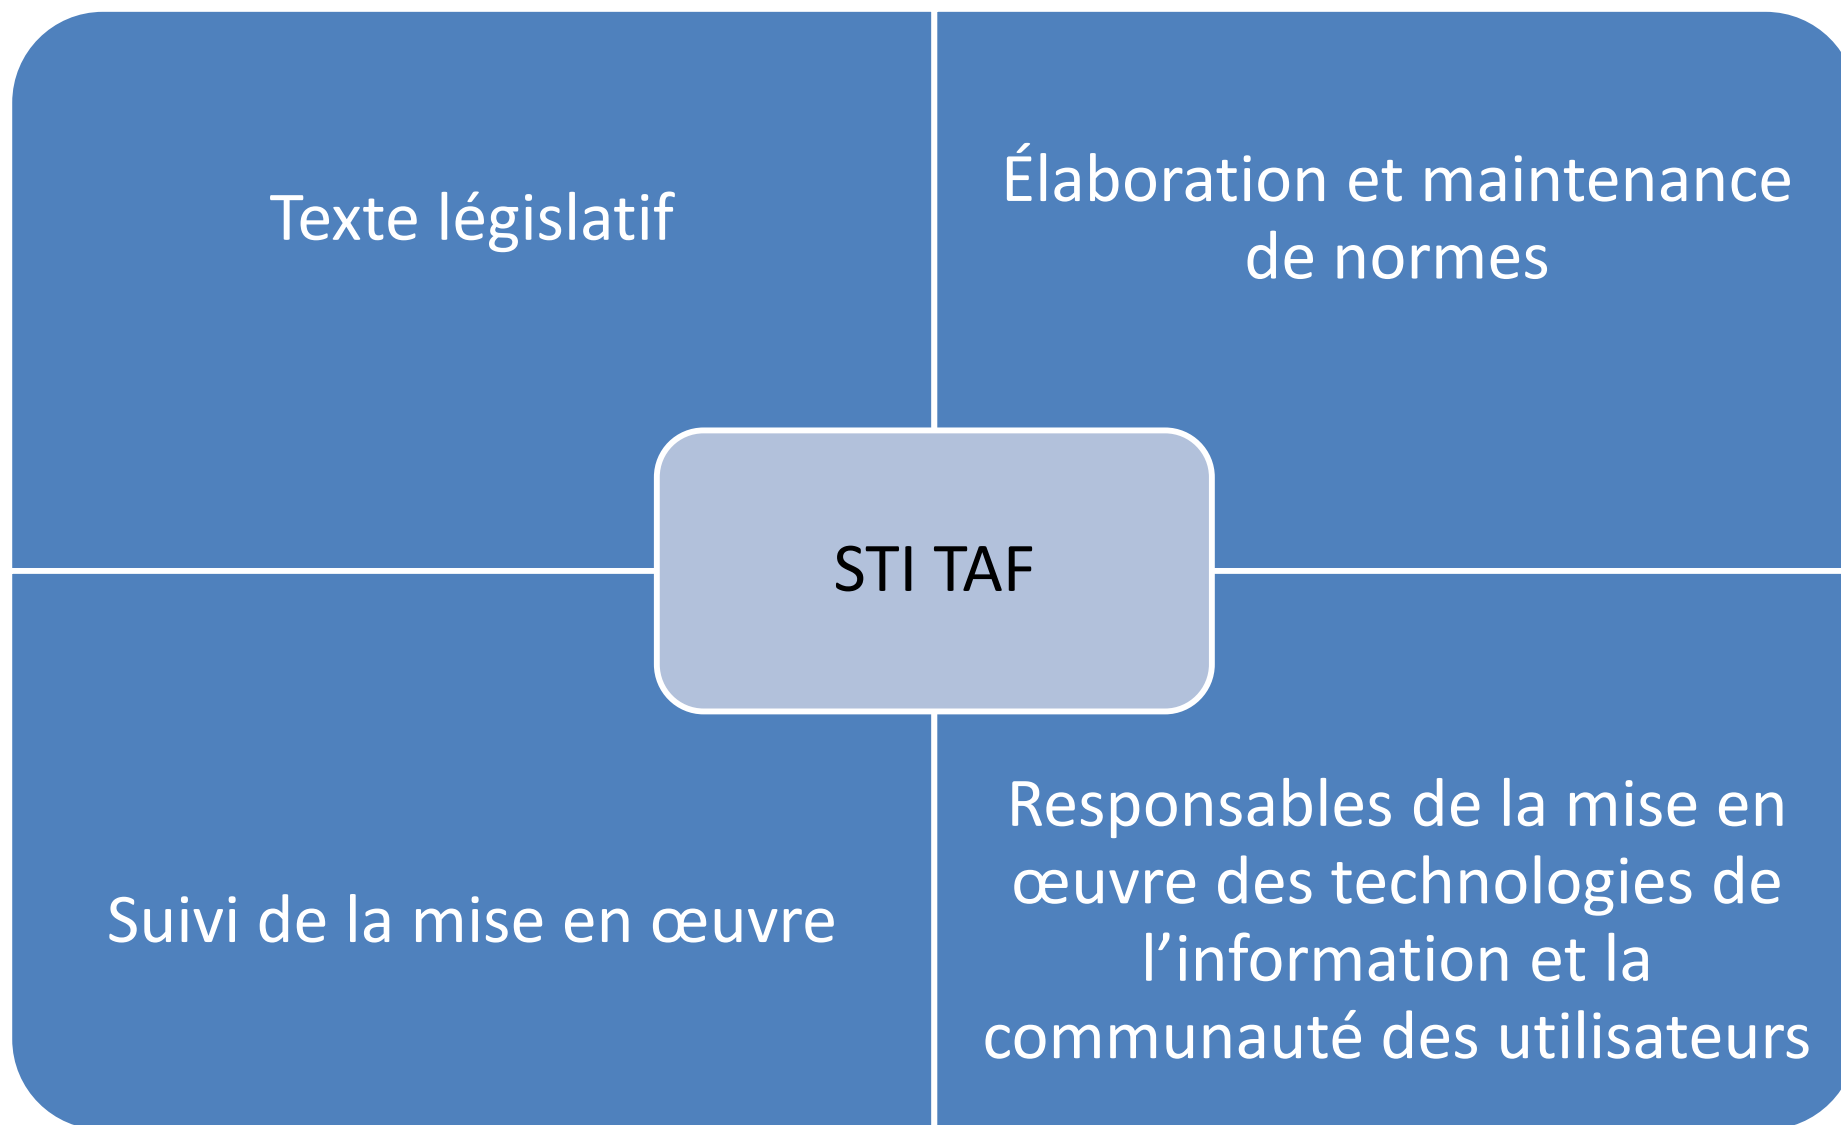 Texte législatif
Élaboration et maintenance
de normes
STI TAF
Suivi de la mise en œuvre
Responsables de la mise en
œuvre des technologies de
l’information et la
communauté des utilisateurs